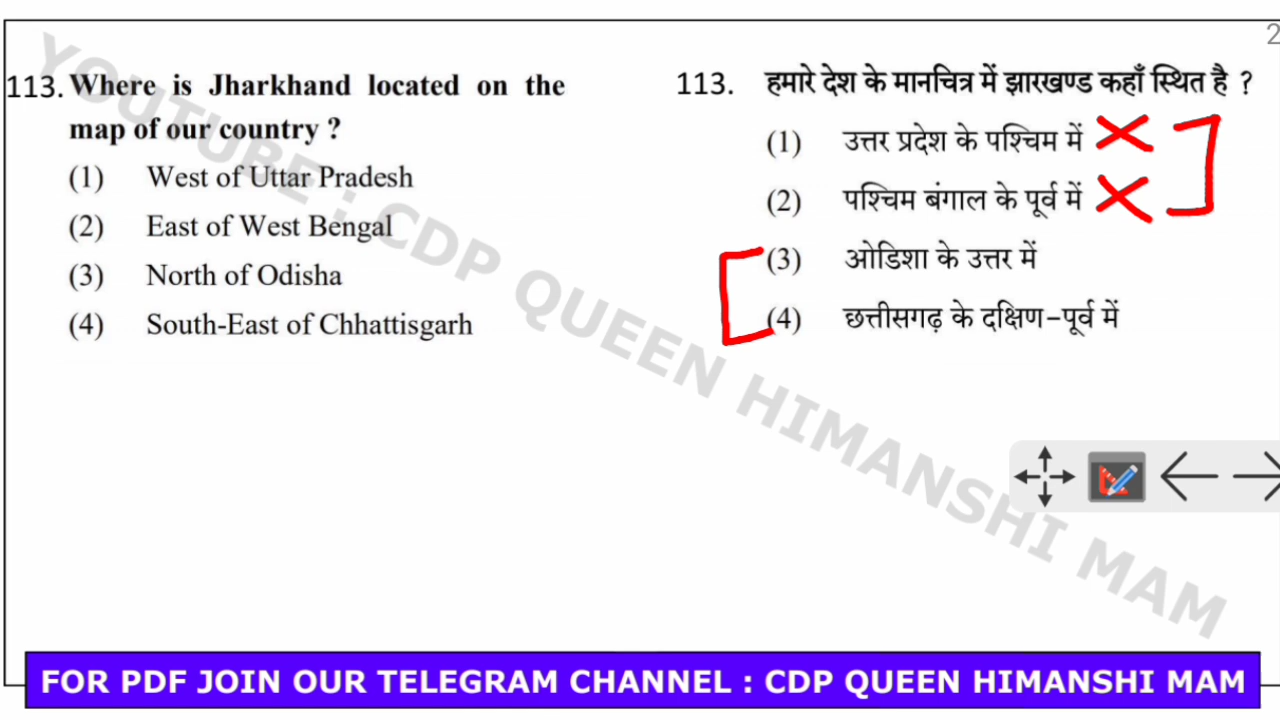 2
113. Where is Jharkhand located on the
map of our country ?
(1) West of Uttar Pradesh
(2) East of West Bengal
(3) North of Odisha
(4) South-East of Chhattisgarh
113. हमारे देश के मानचित्र में झारखण्ड कहाँ स्थित है ?
(1) उत्तर प्रदेश के पश्चिम में
(2) पश्चिम बंगाल के पूर्व में
(3) ओडिशा के उत्तर में
(4) छत्तीसगढ़ के दक्षिण-पूर्व में
YOUTUBE : CDP QUEEN HIMANSHI MAM
FOR PDF JOIN OUR TELEGRAM CHANNEL : CDP QUEEN HIMANSHI MAM